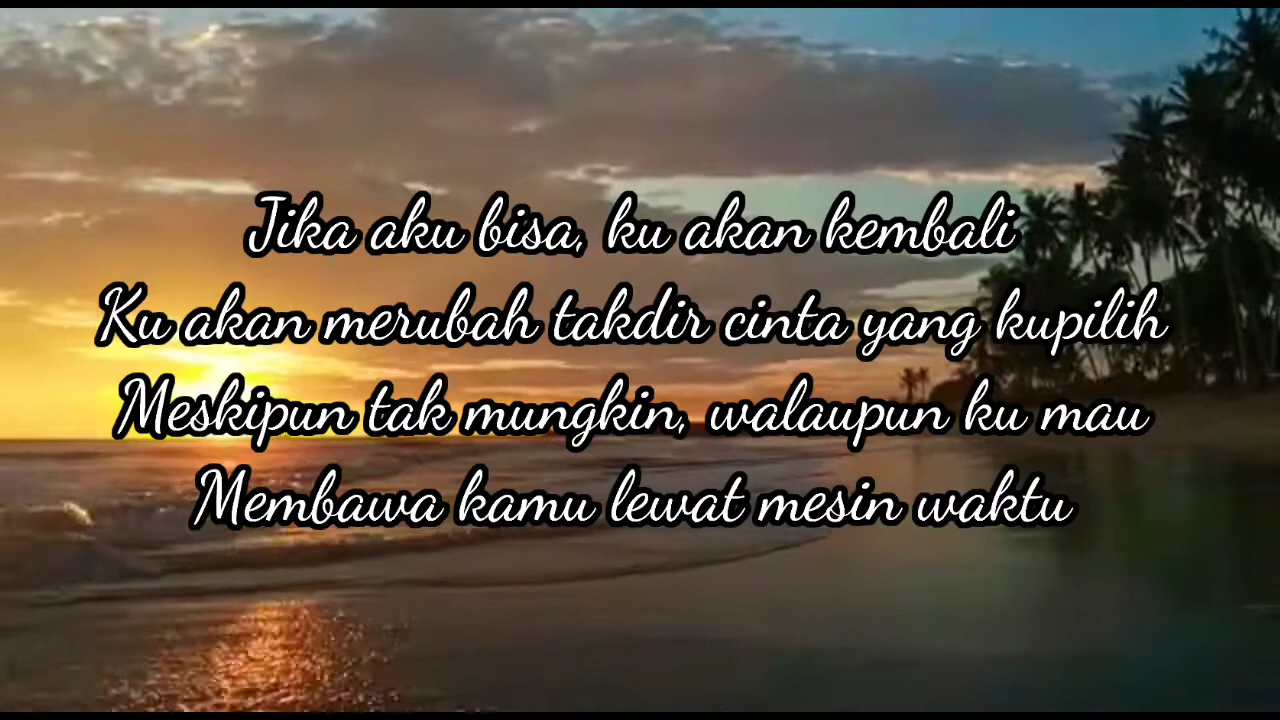 Jika aku bisa, ku akan kembali
Ku akan merubah takdir cinta yang kupilih
Meskipun tak mungkin, walaupun ku mau
Membawa kamu lewat mesin waktu